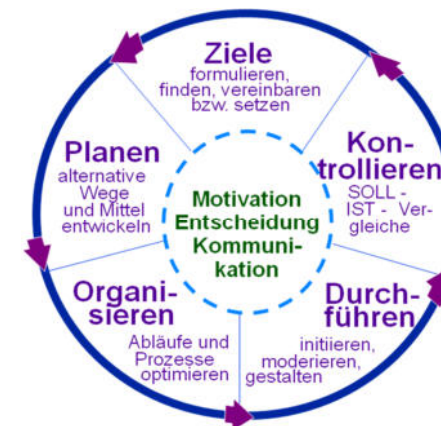 Ziele
formulieren,
finden, vereinbaren
bzw. setzen
Planen
alternative
Wege
und Mittel
entwickeln
Organi-
sieren
Abläufe und
Prozesse
optimieren
Durch-
führen
initiieren,
moderieren,
gestalten
Kon-
trollieren
SOLL -
IST - Ver-
gleiche
Motivation
Entscheidung
Kommuni-
kation